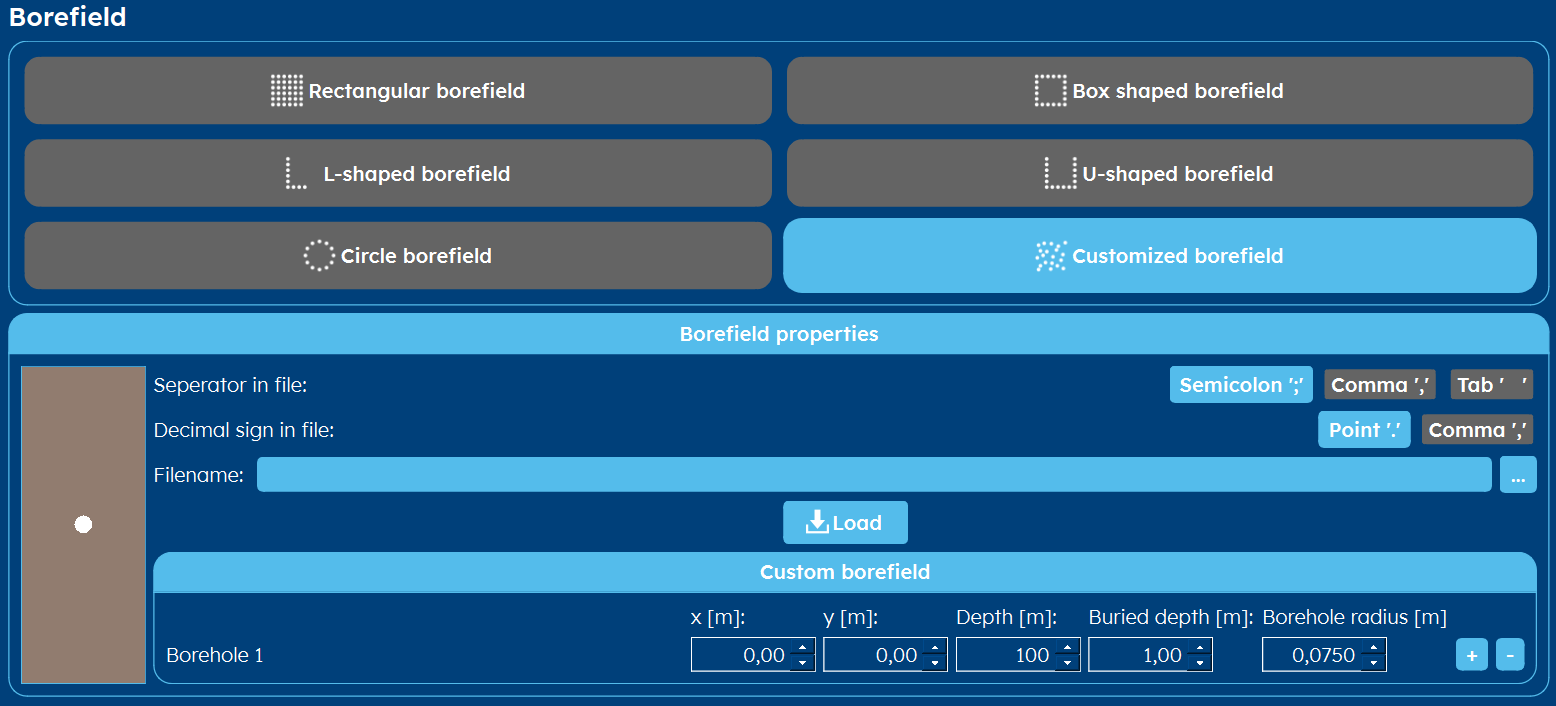 Borefield
Rectangular borefield
Box shaped borefield
L-shaped borefield
U-shaped borefield
Circle borefield
Customized borefield
Borefield properties
Seperator in file: Semicolon ';' Comma ',' Tab '   '
Decimal sign in file: Point '.' Comma ','
Filename: ...
Load
Custom borefield
x [m]: y [m]: Depth [m]: Buried depth [m]: Borehole radius [m]
Borehole 1 0,00 0,00 100 1,00 0,0750 + -